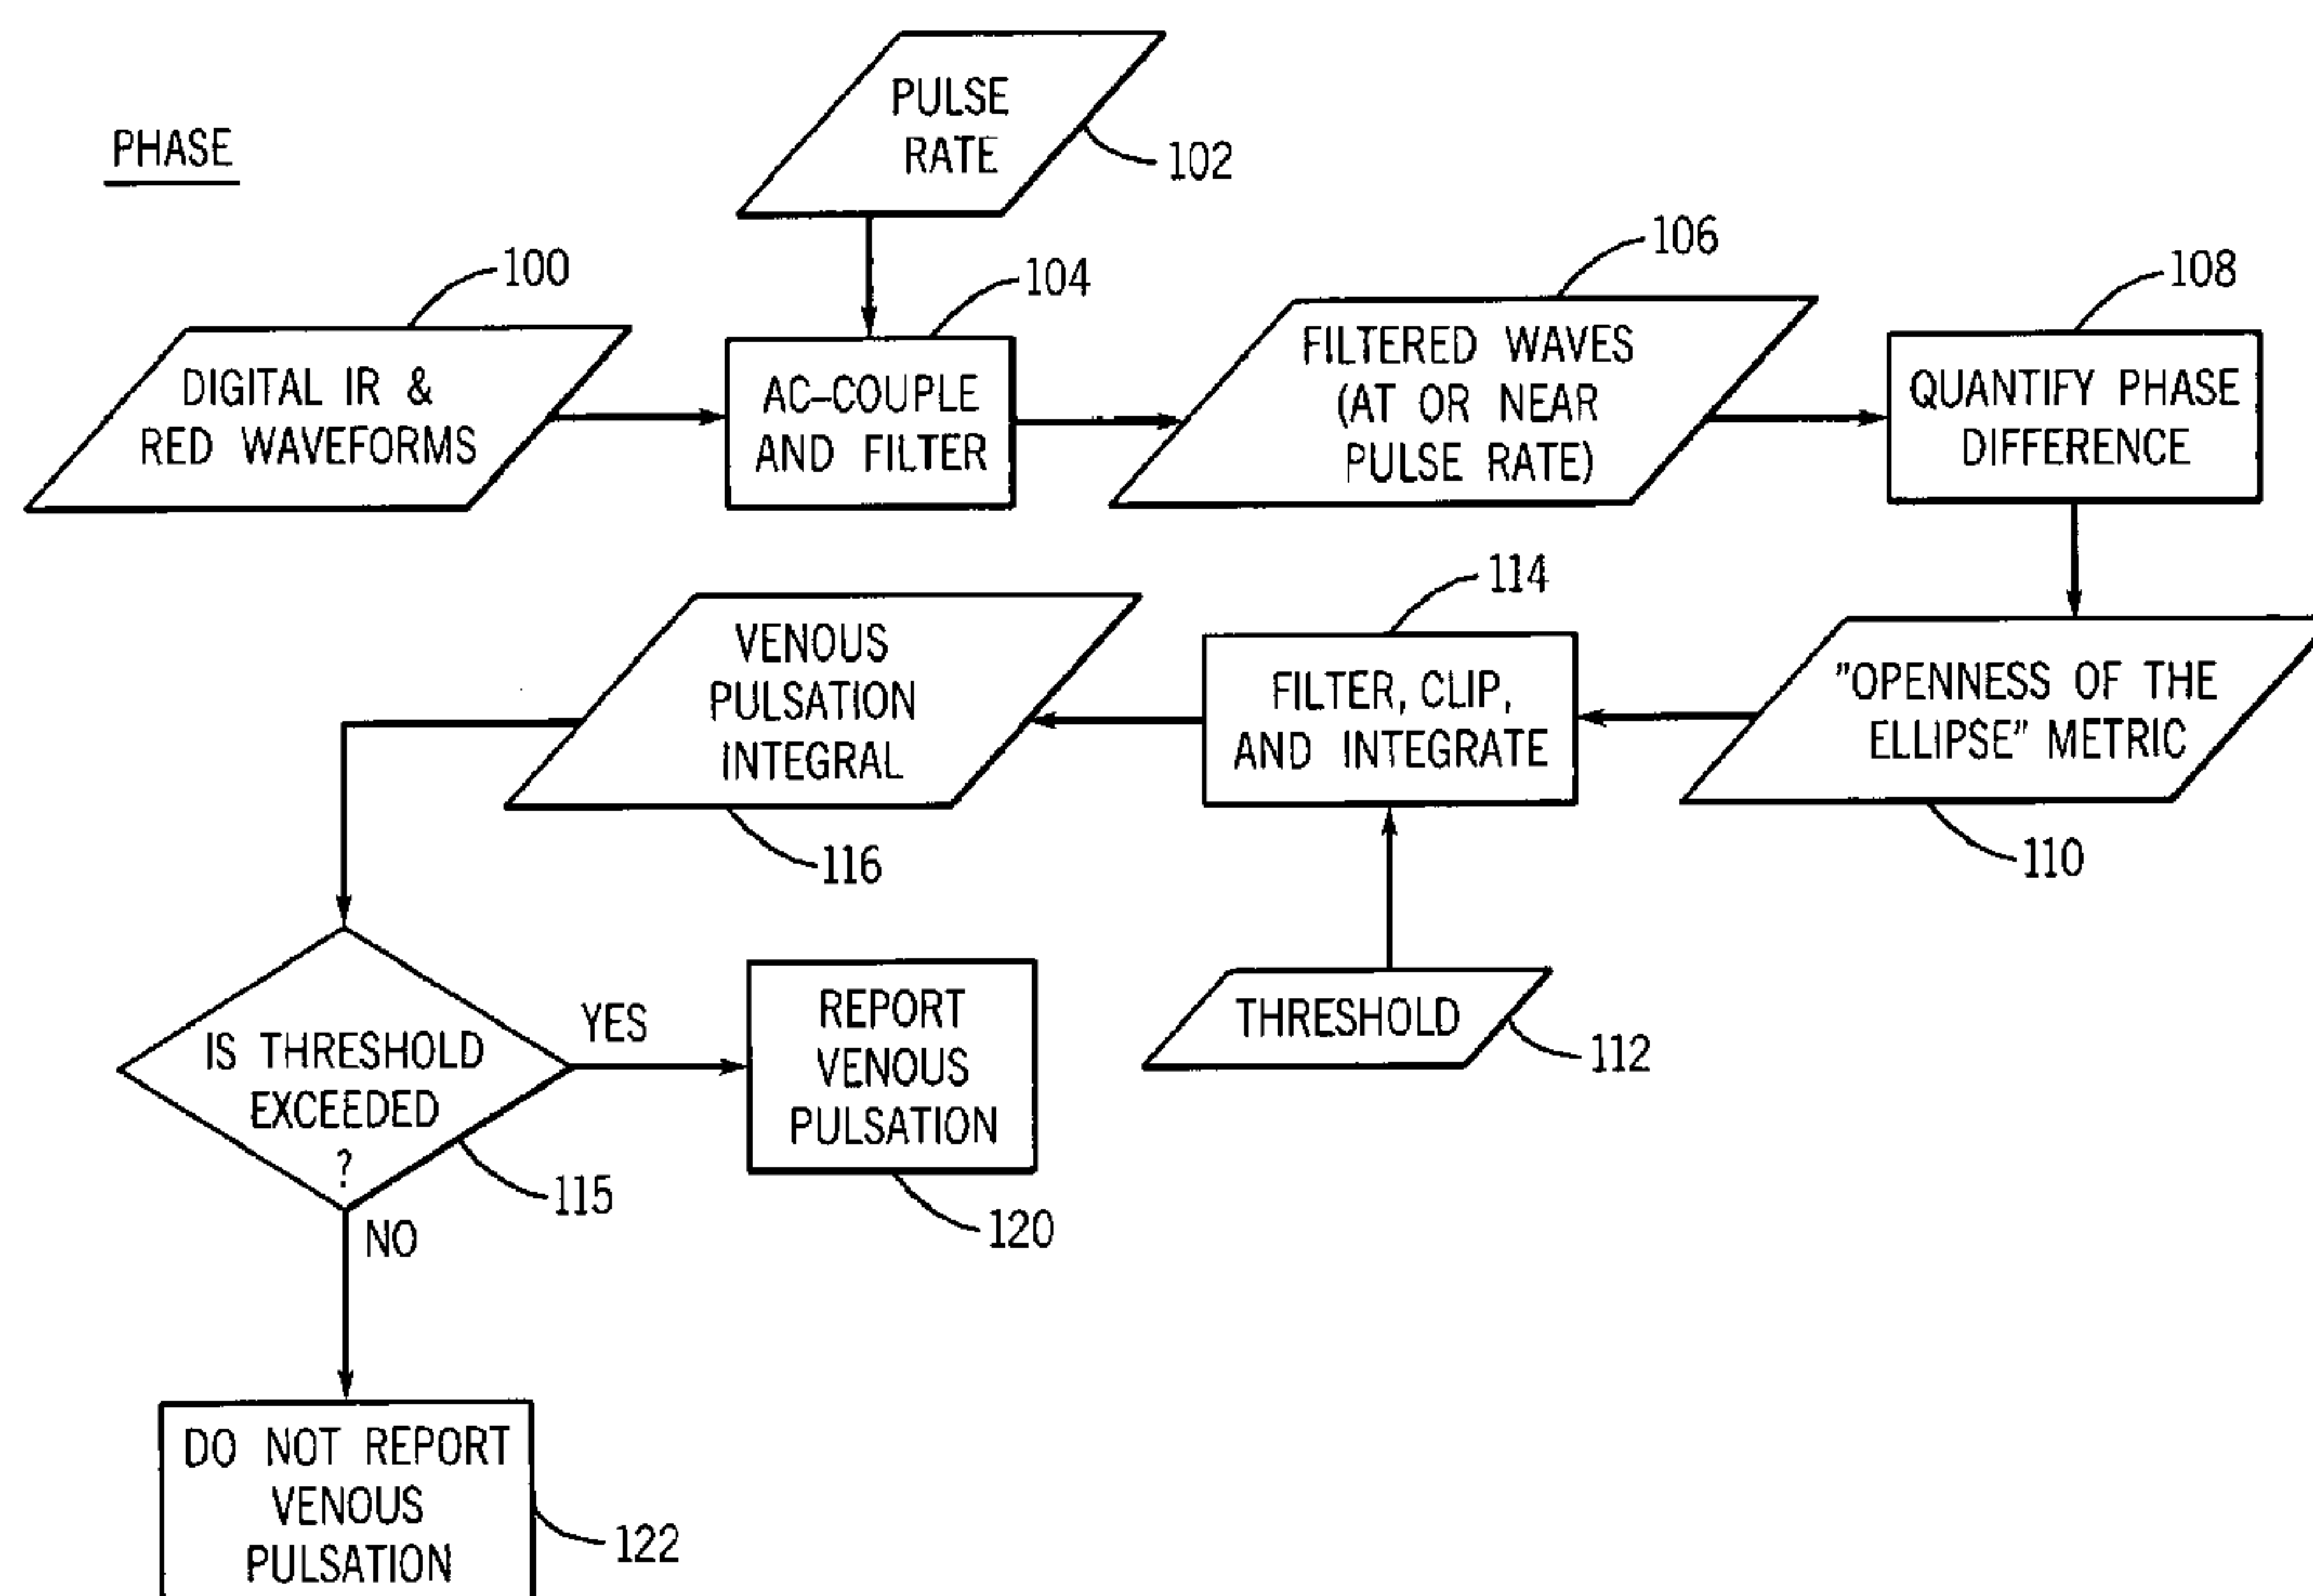 PHASE
PULSE
RATE
102
100
DIGITAL IR &
RED WAVEFORMS
104
AC-COUPLE
AND FILTER
106
FILTERED WAVES
(AT OR NEAR
PULSE RATE)
108
QUANTIFY PHASE
DIFFERENCE
"OPENNESS OF THE
ELLIPSE" METRIC
110
114
FILTER, CLIP,
AND INTEGRATE
THRESHOLD
112
VENOUS
PULSATION
INTEGRAL
116
IS THRESHOLD
EXCEEDED
?
115
YES
REPORT
VENOUS
PULSATION
120
NO
DO NOT REPORT
VENOUS
PULSATION
122